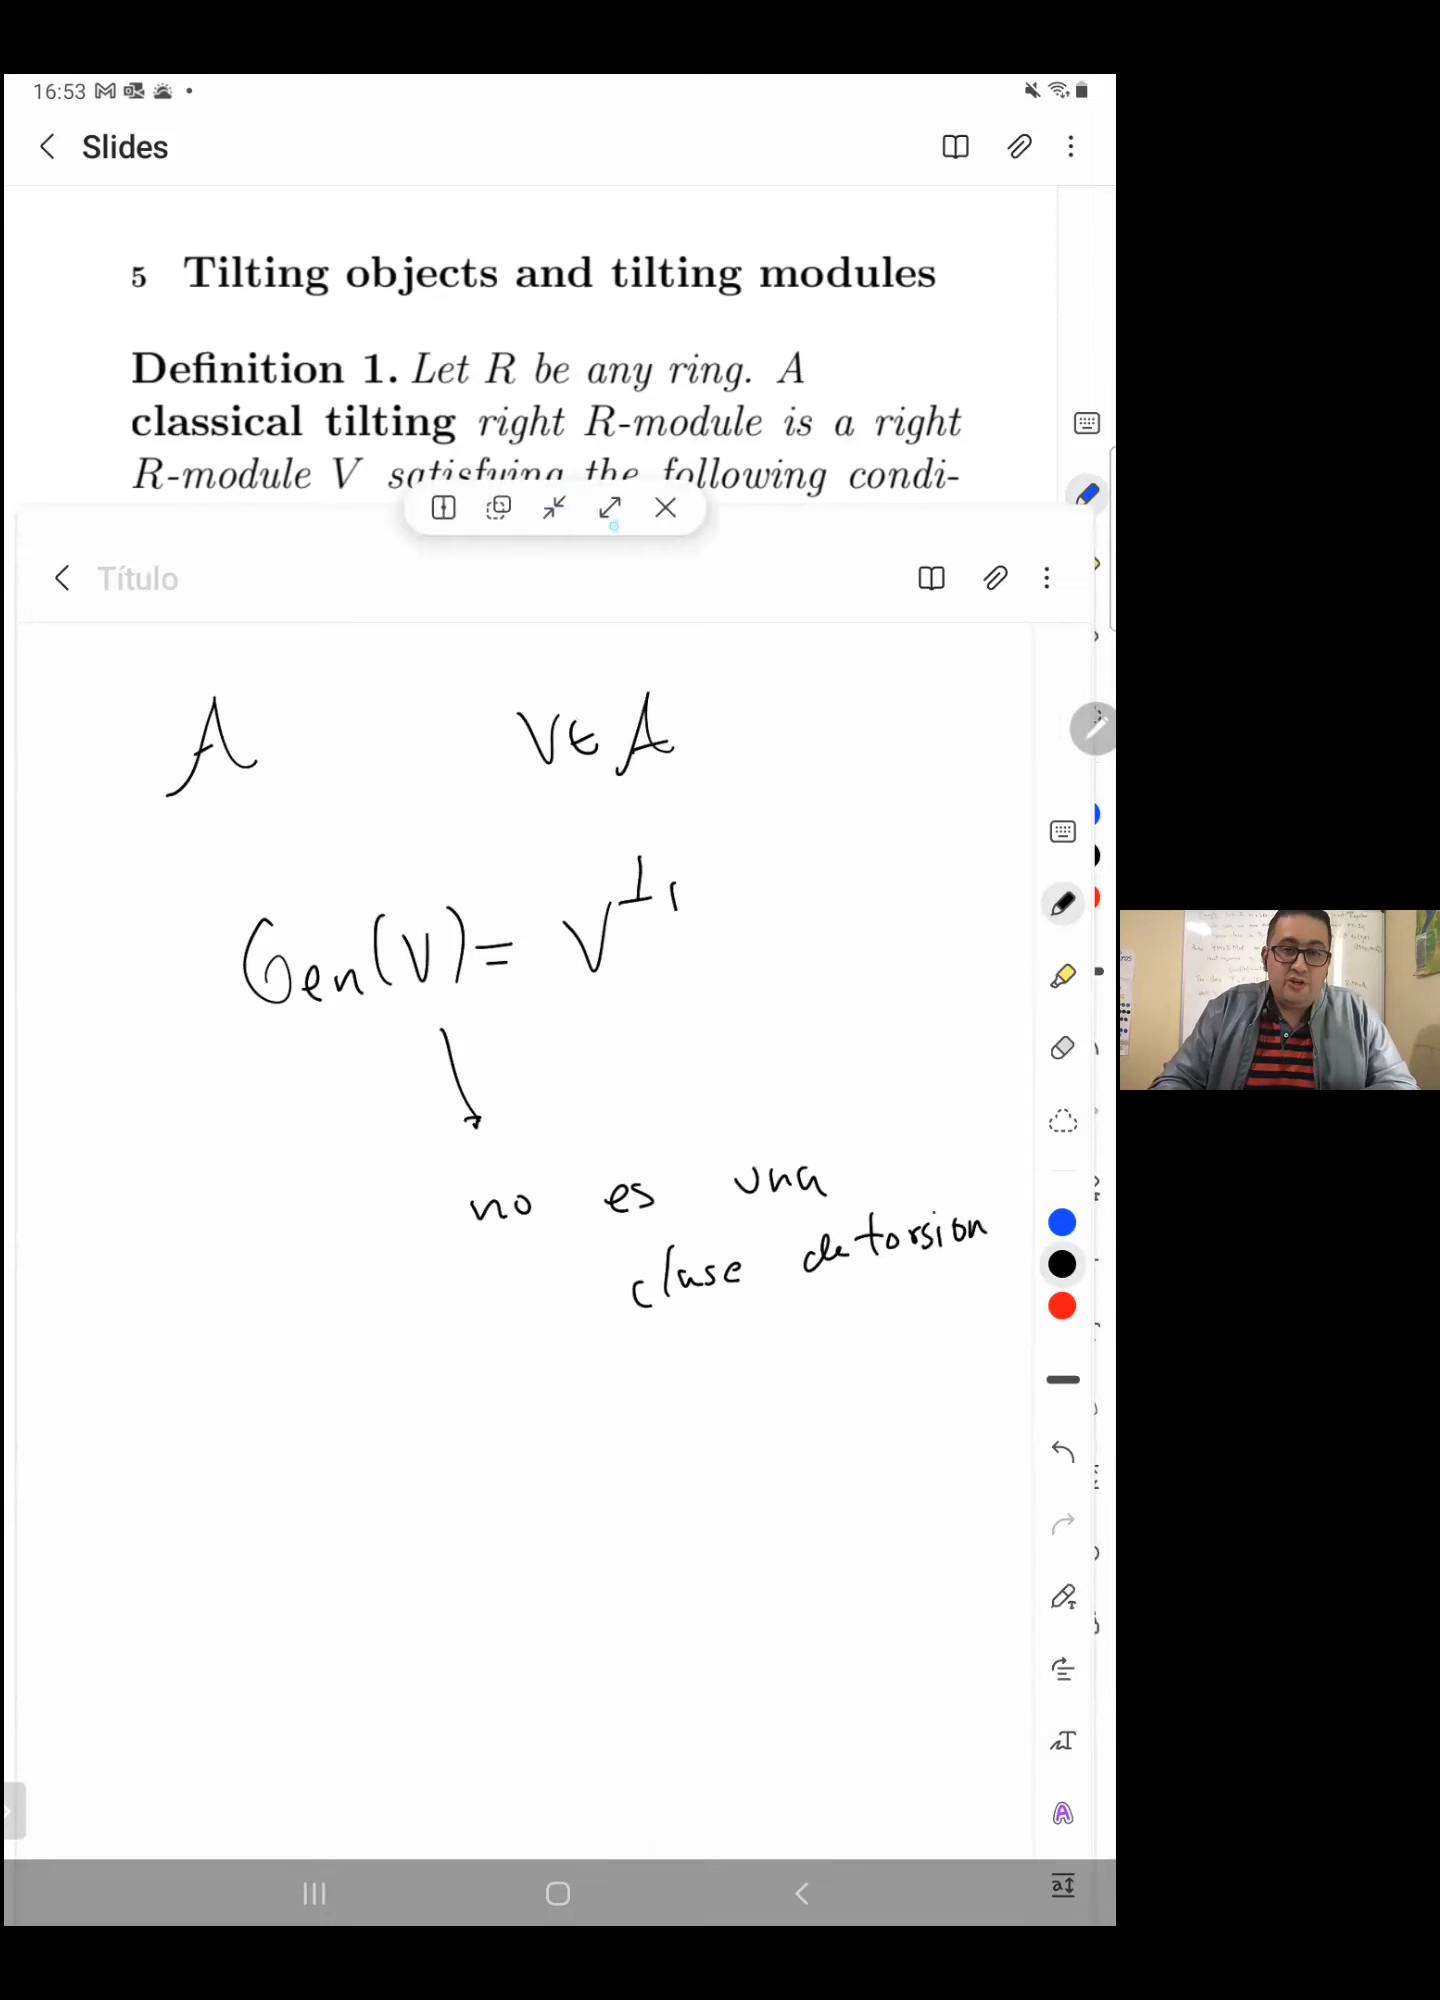 16:53
Slides
5 Tilting objects and tilting modules
Definition 1. Let R be any ring. A
classical tilting right R-module is a right
R-module V satisfying the following condi-
Título
A V ∈ A
Gen(V) = V^⊥₁
no es una
clase de torsion